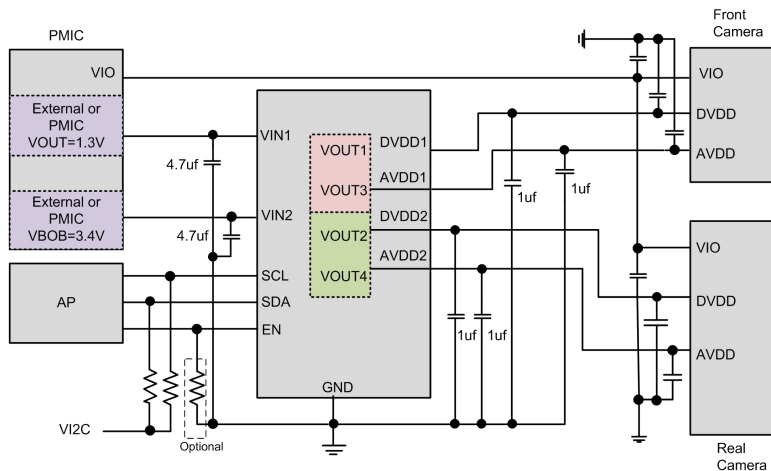 PMIC
VIO
External or
PMIC
VOUT=1.3V
External or
PMIC
VBOB=3.4V
AP
VI2C
Optional
4.7uf
4.7uf
VIN1
VIN2
SCL
SDA
EN
GND
VOUT1
VOUT3
VOUT2
VOUT4
DVDD1
AVDD1
DVDD2
AVDD2
1uf
1uf
1uf
1uf
Front
Camera
VIO
DVDD
AVDD
VIO
DVDD
AVDD
Real
Camera